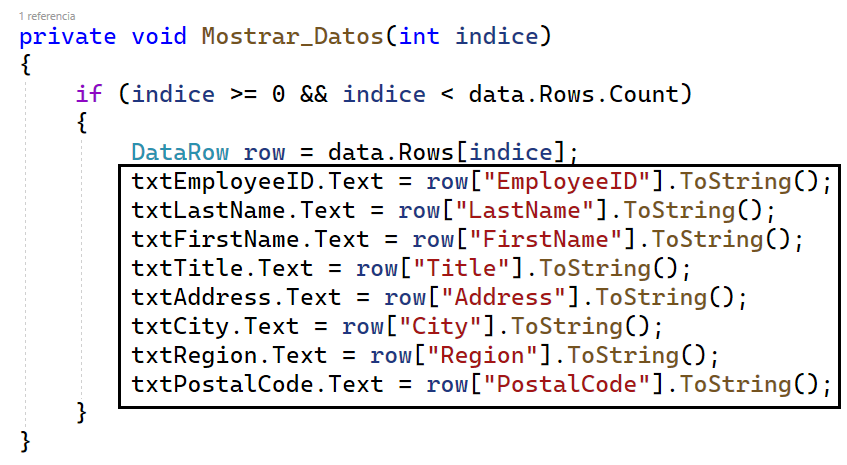 1 referencia
private void Mostrar_Datos(int indice)
{
if (indice >= 0 && indice < data.Rows.Count)
{
DataRow row = data.Rows[indice];
txtEmployeeID.Text = row["EmployeeID"].ToString();
txtLastName.Text = row["LastName"].ToString();
txtFirstName.Text = row["FirstName"].ToString();
txtTitle.Text = row["Title"].ToString();
txtAddress.Text = row["Address"].ToString();
txtCity.Text = row["City"].ToString();
txtRegion.Text = row["Region"].ToString();
txtPostalCode.Text = row["PostalCode"].ToString();
}
}